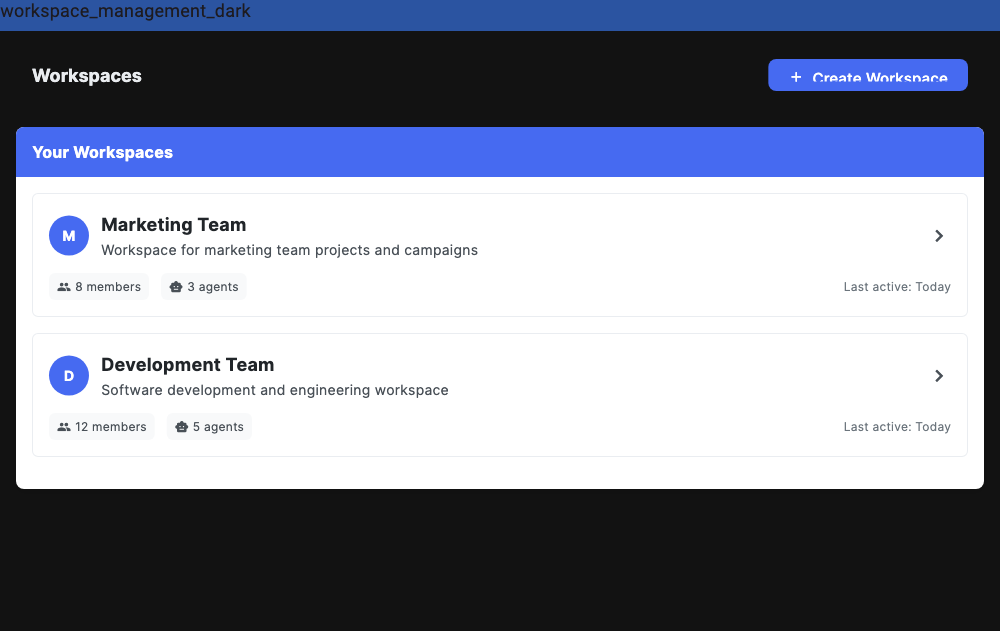 workspace_management_dark
Workspaces
+ Create Workspace
Your Workspaces
M
Marketing Team
Workspace for marketing team projects and campaigns
8 members
3 agents
Last active: Today
D
Development Team
Software development and engineering workspace
12 members
5 agents
Last active: Today